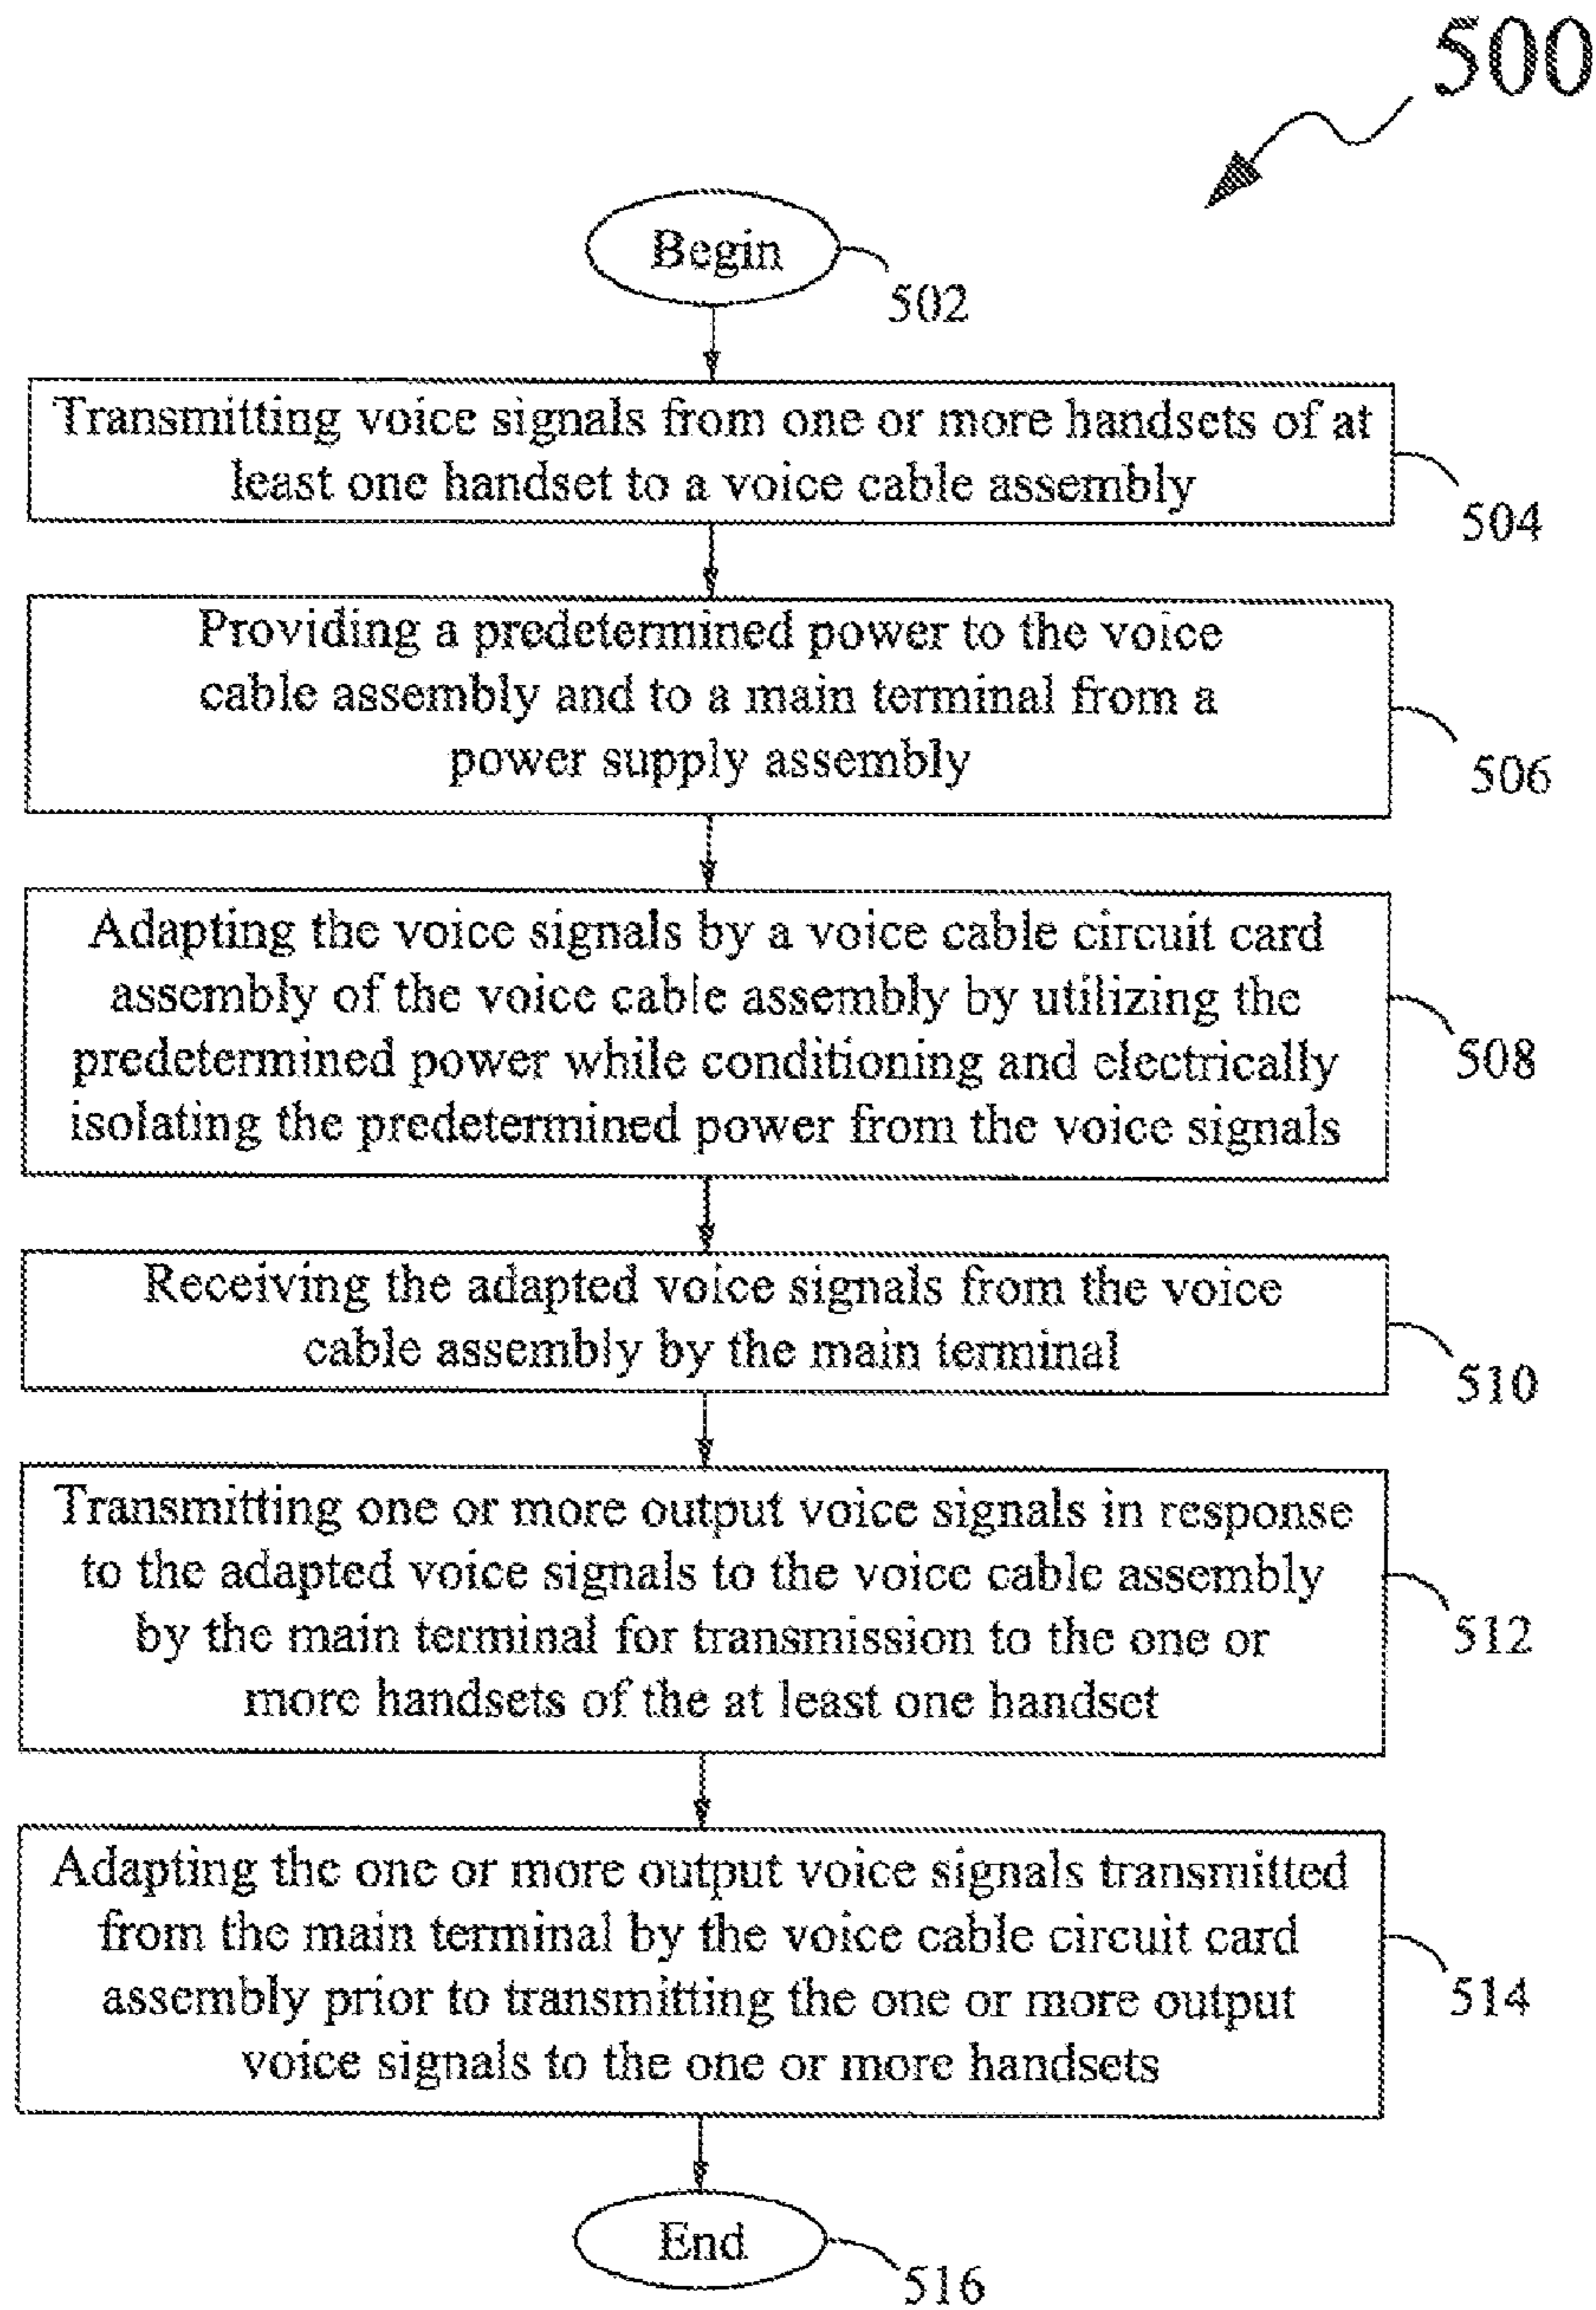 500
Begin
502
Transmitting voice signals from one or more handsets of at
least one handset to a voice cable assembly
504
Providing a predetermined power to the voice
cable assembly and to a main terminal from a
power supply assembly
506
Adapting the voice signals by a voice cable circuit card
assembly of the voice cable assembly by utilizing the
predetermined power while conditioning and electrically
isolating the predetermined power from the voice signals
508
Receiving the adapted voice signals from the voice
cable assembly by the main terminal
510
Transmitting one or more output voice signals in response
to the adapted voice signals to the voice cable assembly
by the main terminal for transmission to the one or
more handsets of the at least one handset
512
Adapting the one or more output voice signals transmitted
from the main terminal by the voice cable circuit card
assembly prior to transmitting the one or more output
voice signals to the one or more handsets
514
End
516